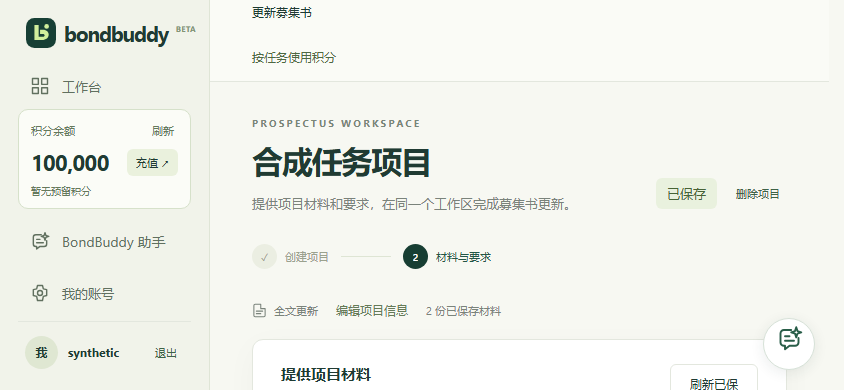 bondbuddy BETA
工作台
积分余额 刷新
100,000 充值 ↗
暂无预留积分
BondBuddy 助手
我的账号
我 synthetic 退出
更新募集书
按任务使用积分
PROSPECTUS WORKSPACE
合成任务项目
提供项目材料和要求，在同一个工作区完成募集书更新。
已保存 删除项目
✓ 创建项目 2 材料与要求
全文更新 编辑项目信息 2 份已保存材料
提供项目材料
刷新已保